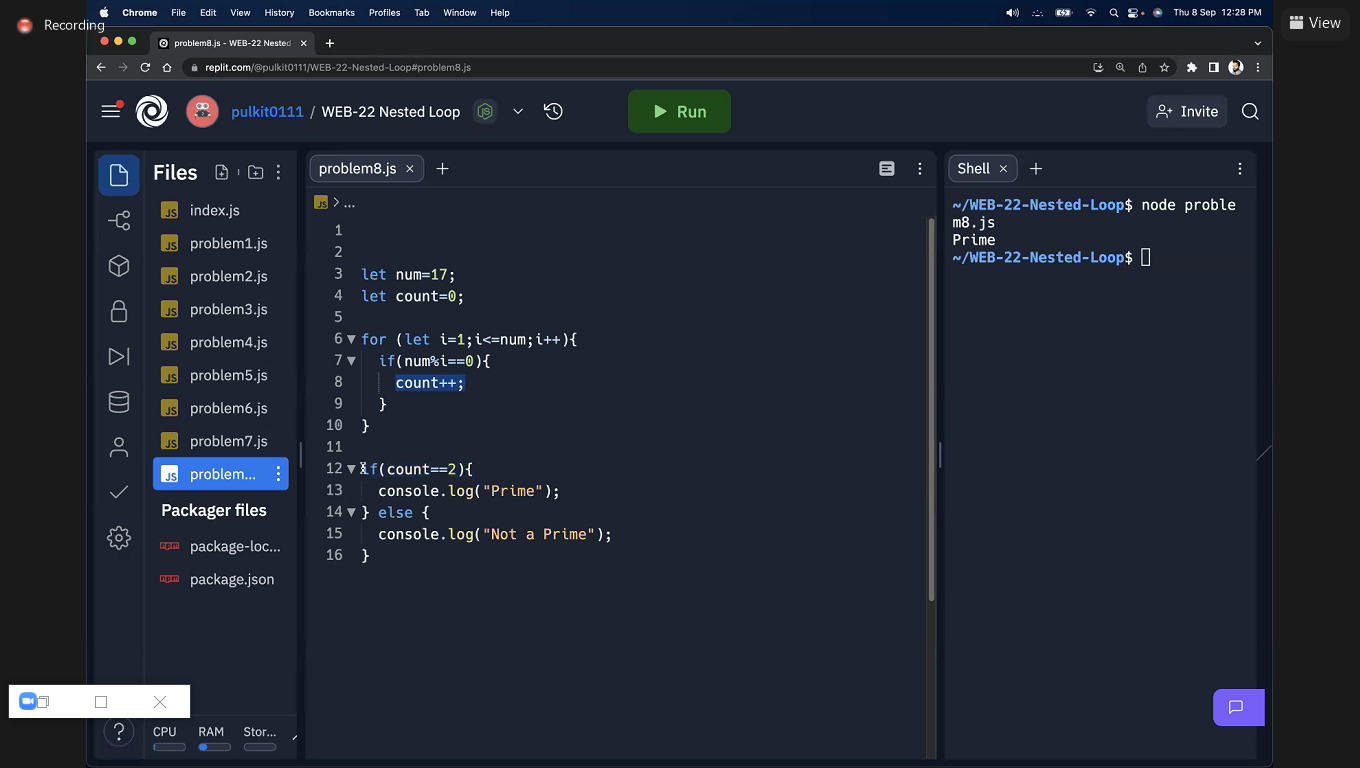 Recording
Chrome File Edit View History Bookmarks Profiles Tab Window Help Thu 8 Sep 12:28 PM
View
problem8.js - WEB-22 Nested
replit.com/@pulkit0111/WEB-22-Nested-Loop#problem8.js
pulkit0111 / WEB-22 Nested Loop
Run
Invite
Files
index.js
problem1.js
problem2.js
problem3.js
problem4.js
problem5.js
problem6.js
problem7.js
problem...
Packager files
package-loc...
package.json
CPU RAM Stor...
problem8.js
JS > ...
1
2
3 let num=17;
4 let count=0;
5
6 for (let i=1;i<=num;i++){
7 if(num%i==0){
8 count++;
9 }
10 }
11
12 if(count==2){
13 console.log("Prime");
14 } else {
15 console.log("Not a Prime");
16 }
Shell
~/WEB-22-Nested-Loop$ node proble
m8.js
Prime
~/WEB-22-Nested-Loop$